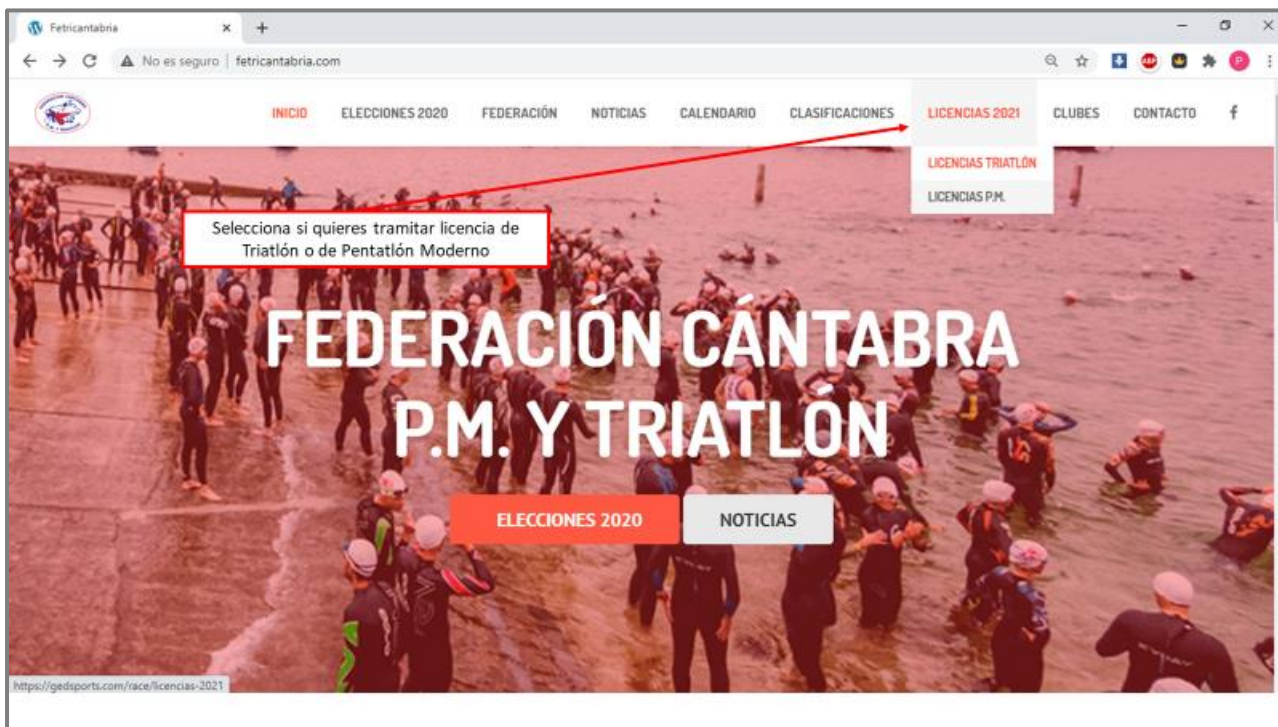 Fetricantabria
No es seguro | fetricantabria.com
INICIO ELECCIONES 2020 FEDERACIÓN NOTICIAS CALENDARIO CLASIFICACIONES LICENCIAS 2021 CLUBES CONTACTO f
LICENCIAS TRIATLÓN
LICENCIAS P.M.
Selecciona si quieres tramitar licencia de
Triatlón o de Pentatlón Moderno
FEDERACIÓN CÁNTABRA
P.M. Y TRIATLÓN
ELECCIONES 2020 NOTICIAS
https://gedsports.com/race/licencias-2021